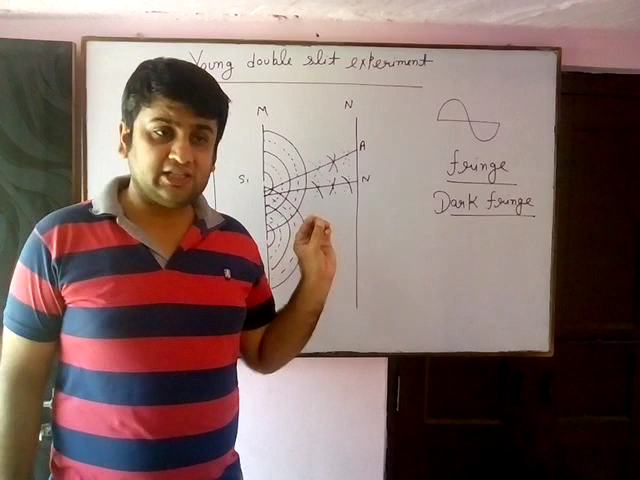 Young double slit experiment
M
N
A
S1
N
fringe
Dark fringe